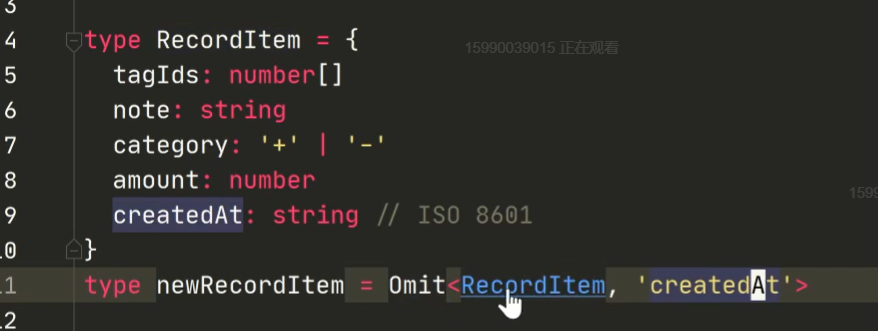 3
4 type RecordItem = {
15990039015 正在观看
5 tagIds: number[]
6 note: string
7 category: '+' | '-'
8 amount: number
1599
9 createdAt: string // ISO 8601
10 }
11 type newRecordItem = Omit<RecordItem, 'createdAt'>
12